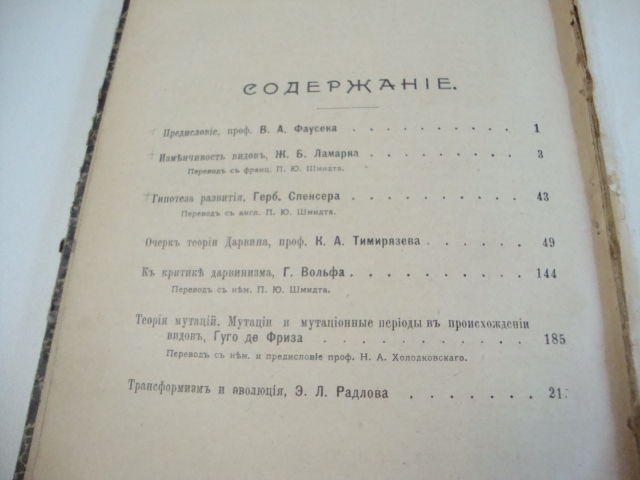 СОДЕРЖАНІЕ.
Предисловіе, проф. В. А. Фаусека . . . . . . . . . . 1
Измѣнчивость видовъ, Ж. Б. Ламарка . . . . . . . . . 3
Переводъ съ франц. П. Ю. Шмидта.
Гипотеза развитія, Герб. Спенсера . . . . . . . . . . 43
Переводъ съ англ. П. Ю. Шмидта.
Очеркъ теоріи Дарвина, проф. К. А. Тимирязева . . . . . . . 49
Къ критикѣ дарвинизма, Г. Вольфа . . . . . . . . . . 144
Переводъ съ нѣм. П. Ю. Шмидта.
Теорія мутацій. Мутаціи и мутаціонные періоды въ происхожденіи
видовъ, Гуго де Фриза . . . . . . . . . . . 185
Переводъ съ нѣм. и предисловіе проф. Н. А. Холодковскаго.
Трансформизмъ и эволюція, Э. Л. Радлова . . . . . . .